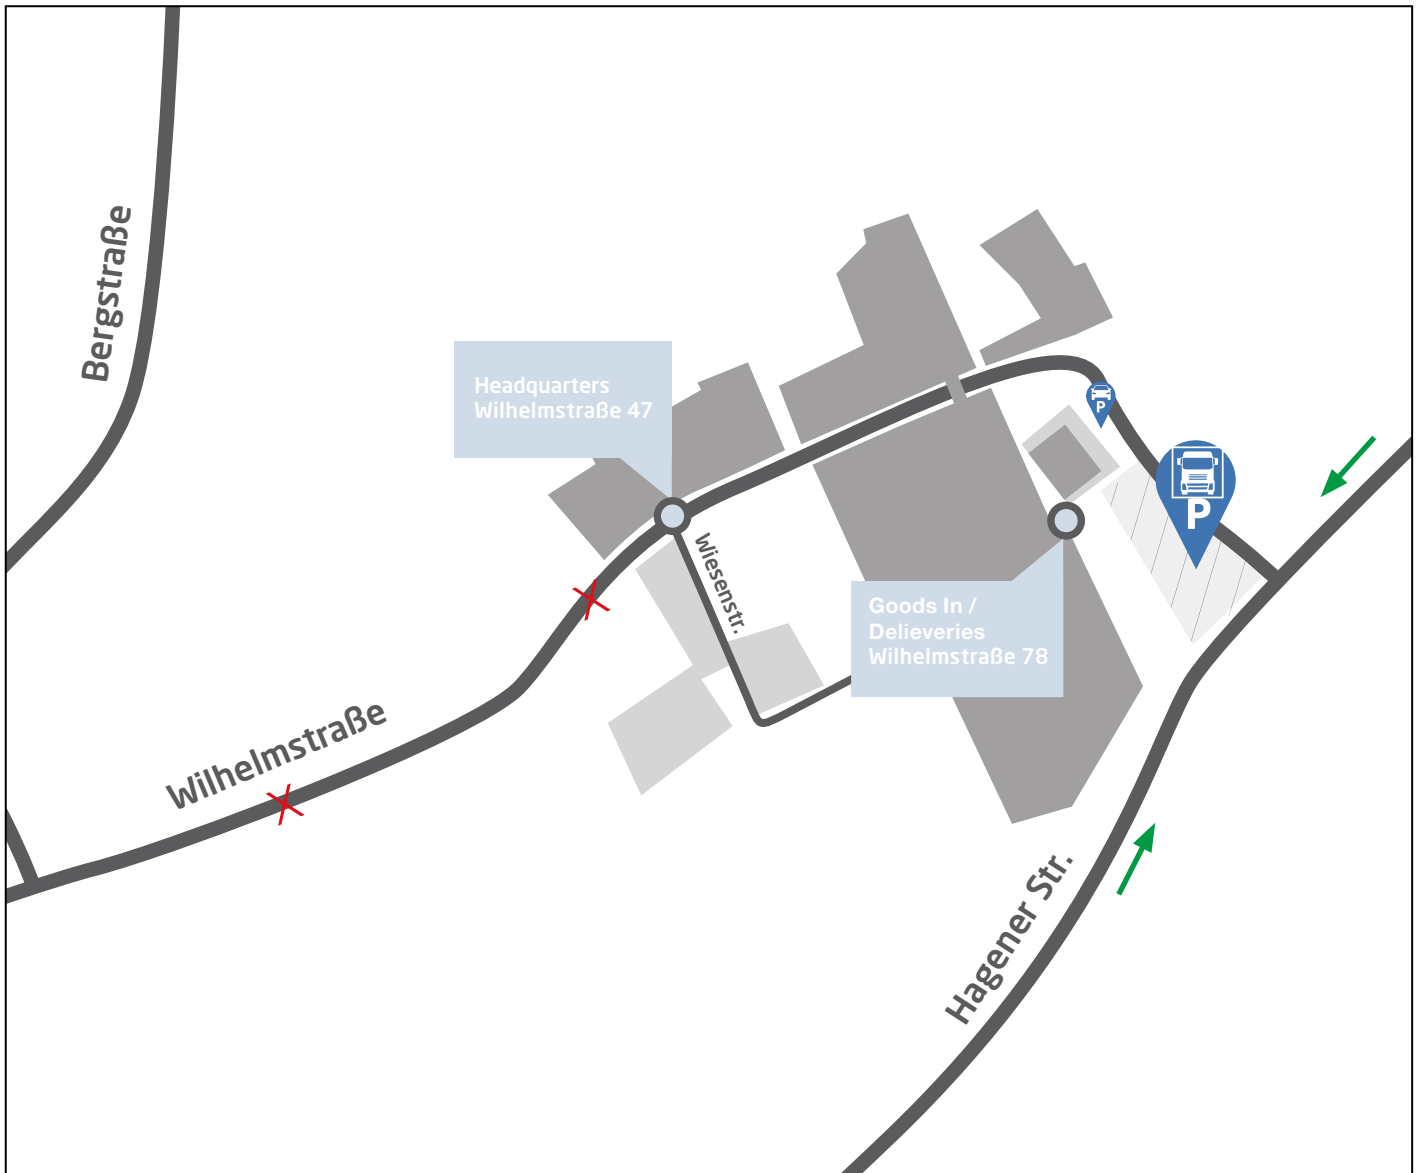 Bergstraße
Headquarters
Wilhelmstraße 47
P
P
Wiesenstr.
Goods In /
Delieveries
Wilhelmstraße 78
Wilhelmstraße
Hagener Str.